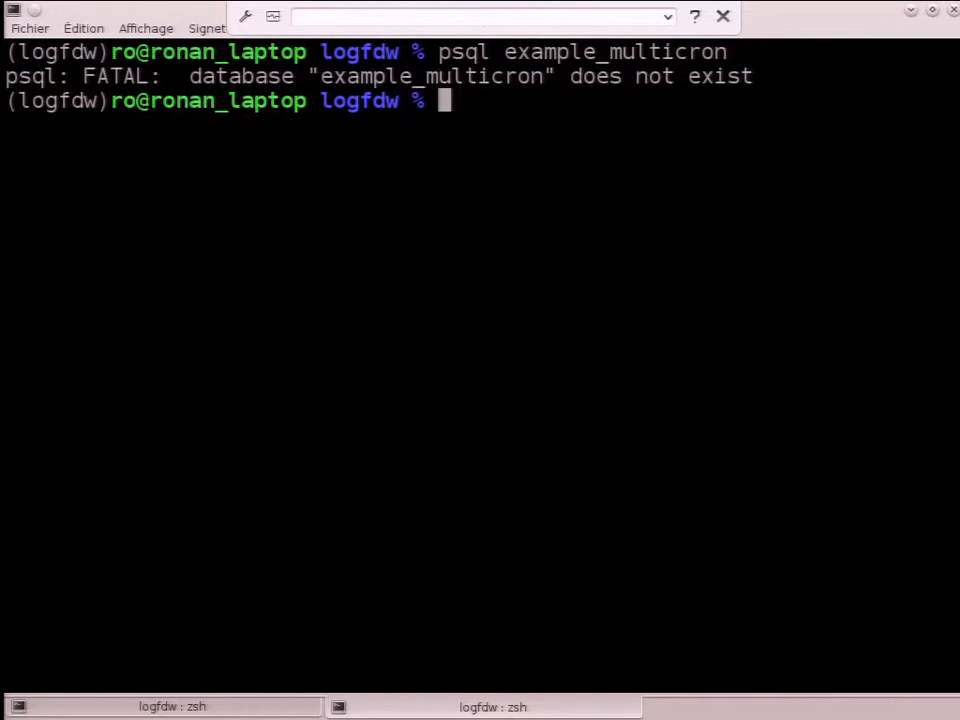 Fichier Édition Affichage Signet
(logfdw)ro@ronan_laptop logfdw % psql example_multicron
psql: FATAL:  database "example_multicron" does not exist
(logfdw)ro@ronan_laptop logfdw %
logfdw : zsh
logfdw : zsh